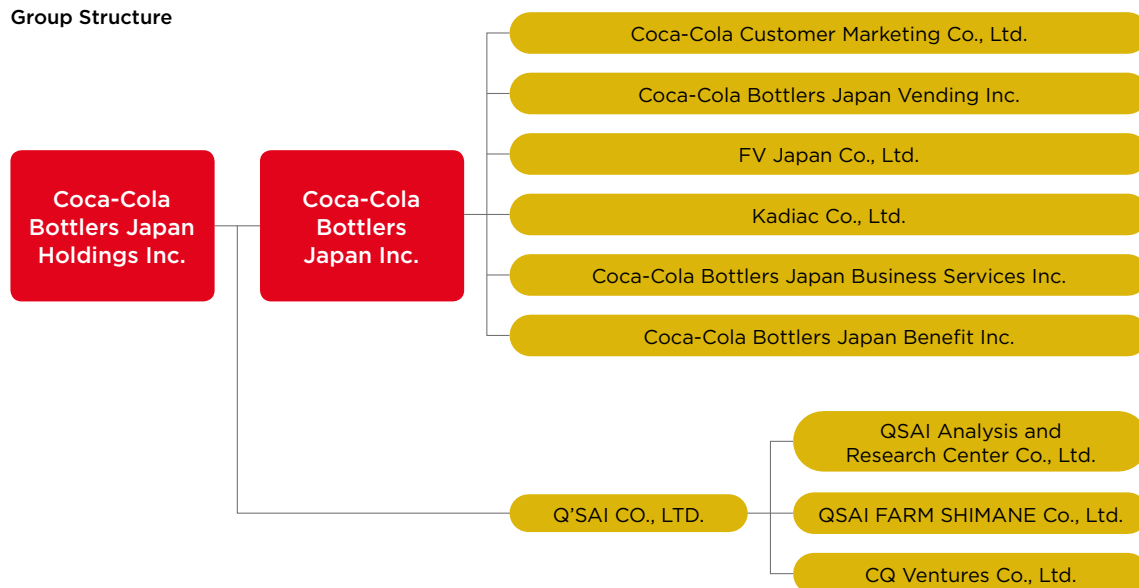 Group Structure
Coca-Cola
Bottlers Japan
Holdings Inc.
Coca-Cola
Bottlers
Japan Inc.
Coca-Cola Customer Marketing Co., Ltd.
Coca-Cola Bottlers Japan Vending Inc.
FV Japan Co., Ltd.
Kadiac Co., Ltd.
Coca-Cola Bottlers Japan Business Services Inc.
Coca-Cola Bottlers Japan Benefit Inc.
Q’SAI CO., LTD.
QSAI Analysis and
Research Center Co., Ltd.
QSAI FARM SHIMANE Co., Ltd.
CQ Ventures Co., Ltd.